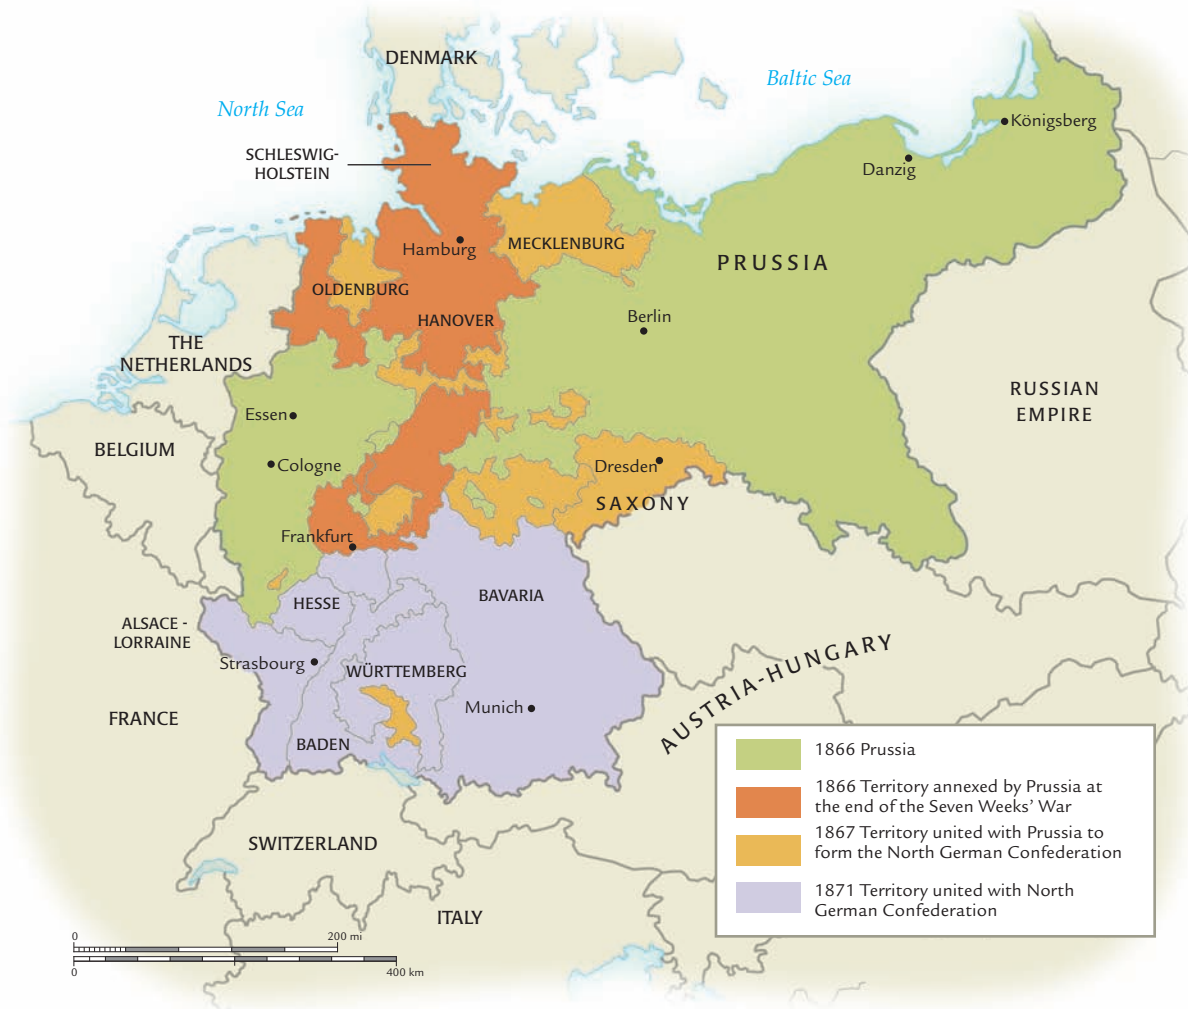 DENMARK
Baltic Sea
North Sea
Königsberg
SCHLESWIG-
HOLSTEIN
Danzig
Hamburg
MECKLENBURG
PRUSSIA
OLDENBURG
HANOVER
Berlin
THE
NETHERLANDS
RUSSIAN
EMPIRE
Essen
BELGIUM
Cologne
Dresden
SAXONY
Frankfurt
HESSE
BAVARIA
ALSACE -
LORRAINE
Strasbourg
WÜRTTEMBERG
AUSTRIA-HUNGARY
FRANCE
Munich
BADEN
1866 Prussia
1866 Territory annexed by Prussia at
the end of the Seven Weeks' War
1867 Territory united with Prussia to
form the North German Confederation
1871 Territory united with North
German Confederation
SWITZERLAND
ITALY
0
200 mi
0
400 km